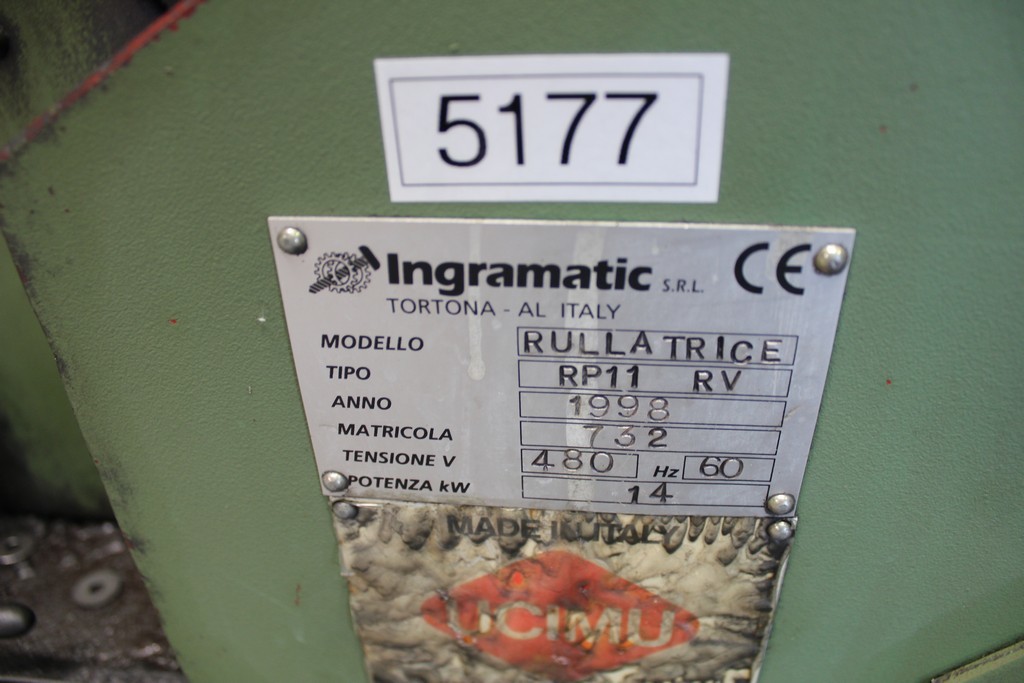 5177
Ingramatic S.R.L. CE
TORTONA - AL ITALY
MODELLO RULLATRICE
TIPO RP11 RV
ANNO 1998
MATRICOLA 732
TENSIONE V 480 Hz 60
POTENZA kW 14
MADE IN ITALY
UCIMU